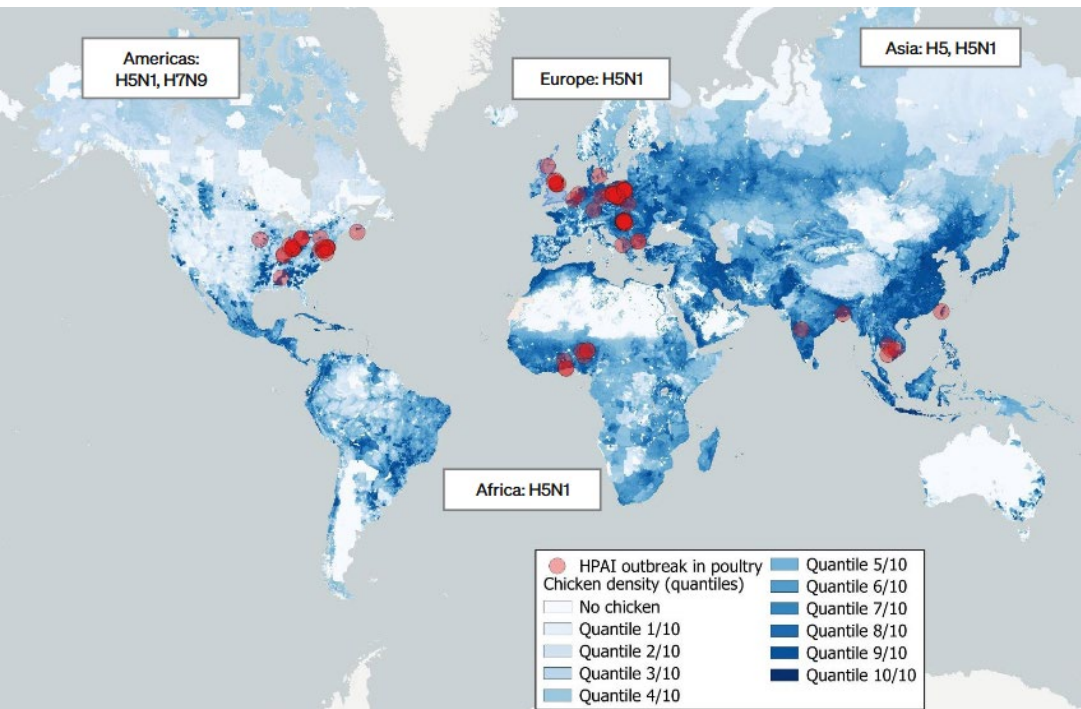 Americas:
H5N1, H7N9
Europe: H5N1
Asia: H5, H5N1
Africa: H5N1
HPAI outbreak in poultry
Chicken density (quantiles)
No chicken
Quantile 1/10
Quantile 2/10
Quantile 3/10
Quantile 4/10
Quantile 5/10
Quantile 6/10
Quantile 7/10
Quantile 8/10
Quantile 9/10
Quantile 10/10